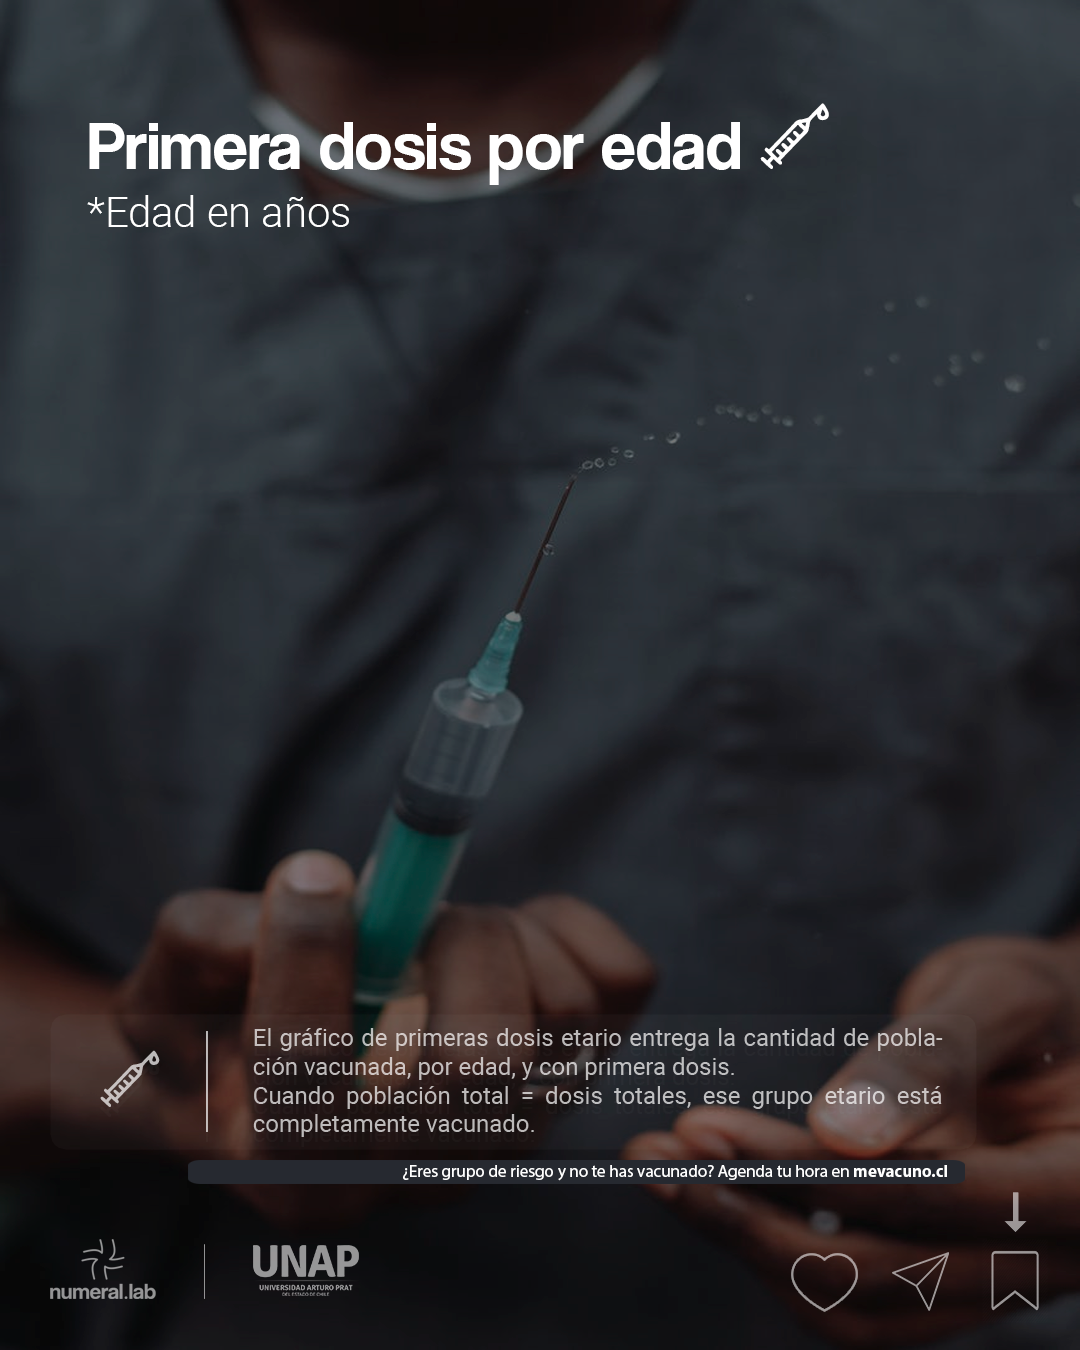 Primera dosis por edad
*Edad en años
El gráfico de primeras dosis etario entrega la cantidad de pobla-
ción vacunada, por edad, y con primera dosis.
Cuando población total = dosis totales, ese grupo etario está
completamente vacunado.
¿Eres grupo de riesgo y no te has vacunado? Agenda tu hora en mevacuno.cl
numeral.lab
UNAP
UNIVERSIDAD ARTURO PRAT
DEL ESTADO DE CHILE